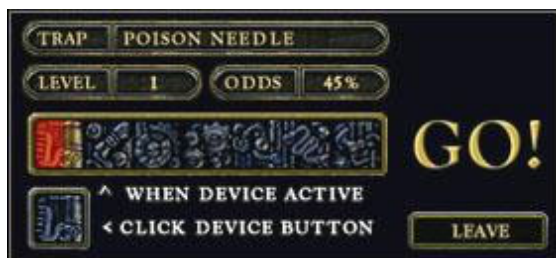 TRAP POISON NEEDLE
LEVEL 1 ODDS 45%
GO!
^ WHEN DEVICE ACTIVE
< CLICK DEVICE BUTTON
LEAVE